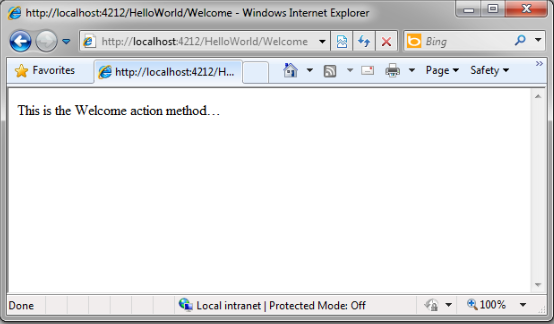 http://localhost:4212/HelloWorld/Welcome - Windows Internet Explorer
http://localhost:4212/HelloWorld/Welcome
Bing
Favorites
http://localhost:4212/H...
Page
Safety
»
This is the Welcome action method…
Done
Local intranet | Protected Mode: Off
100%